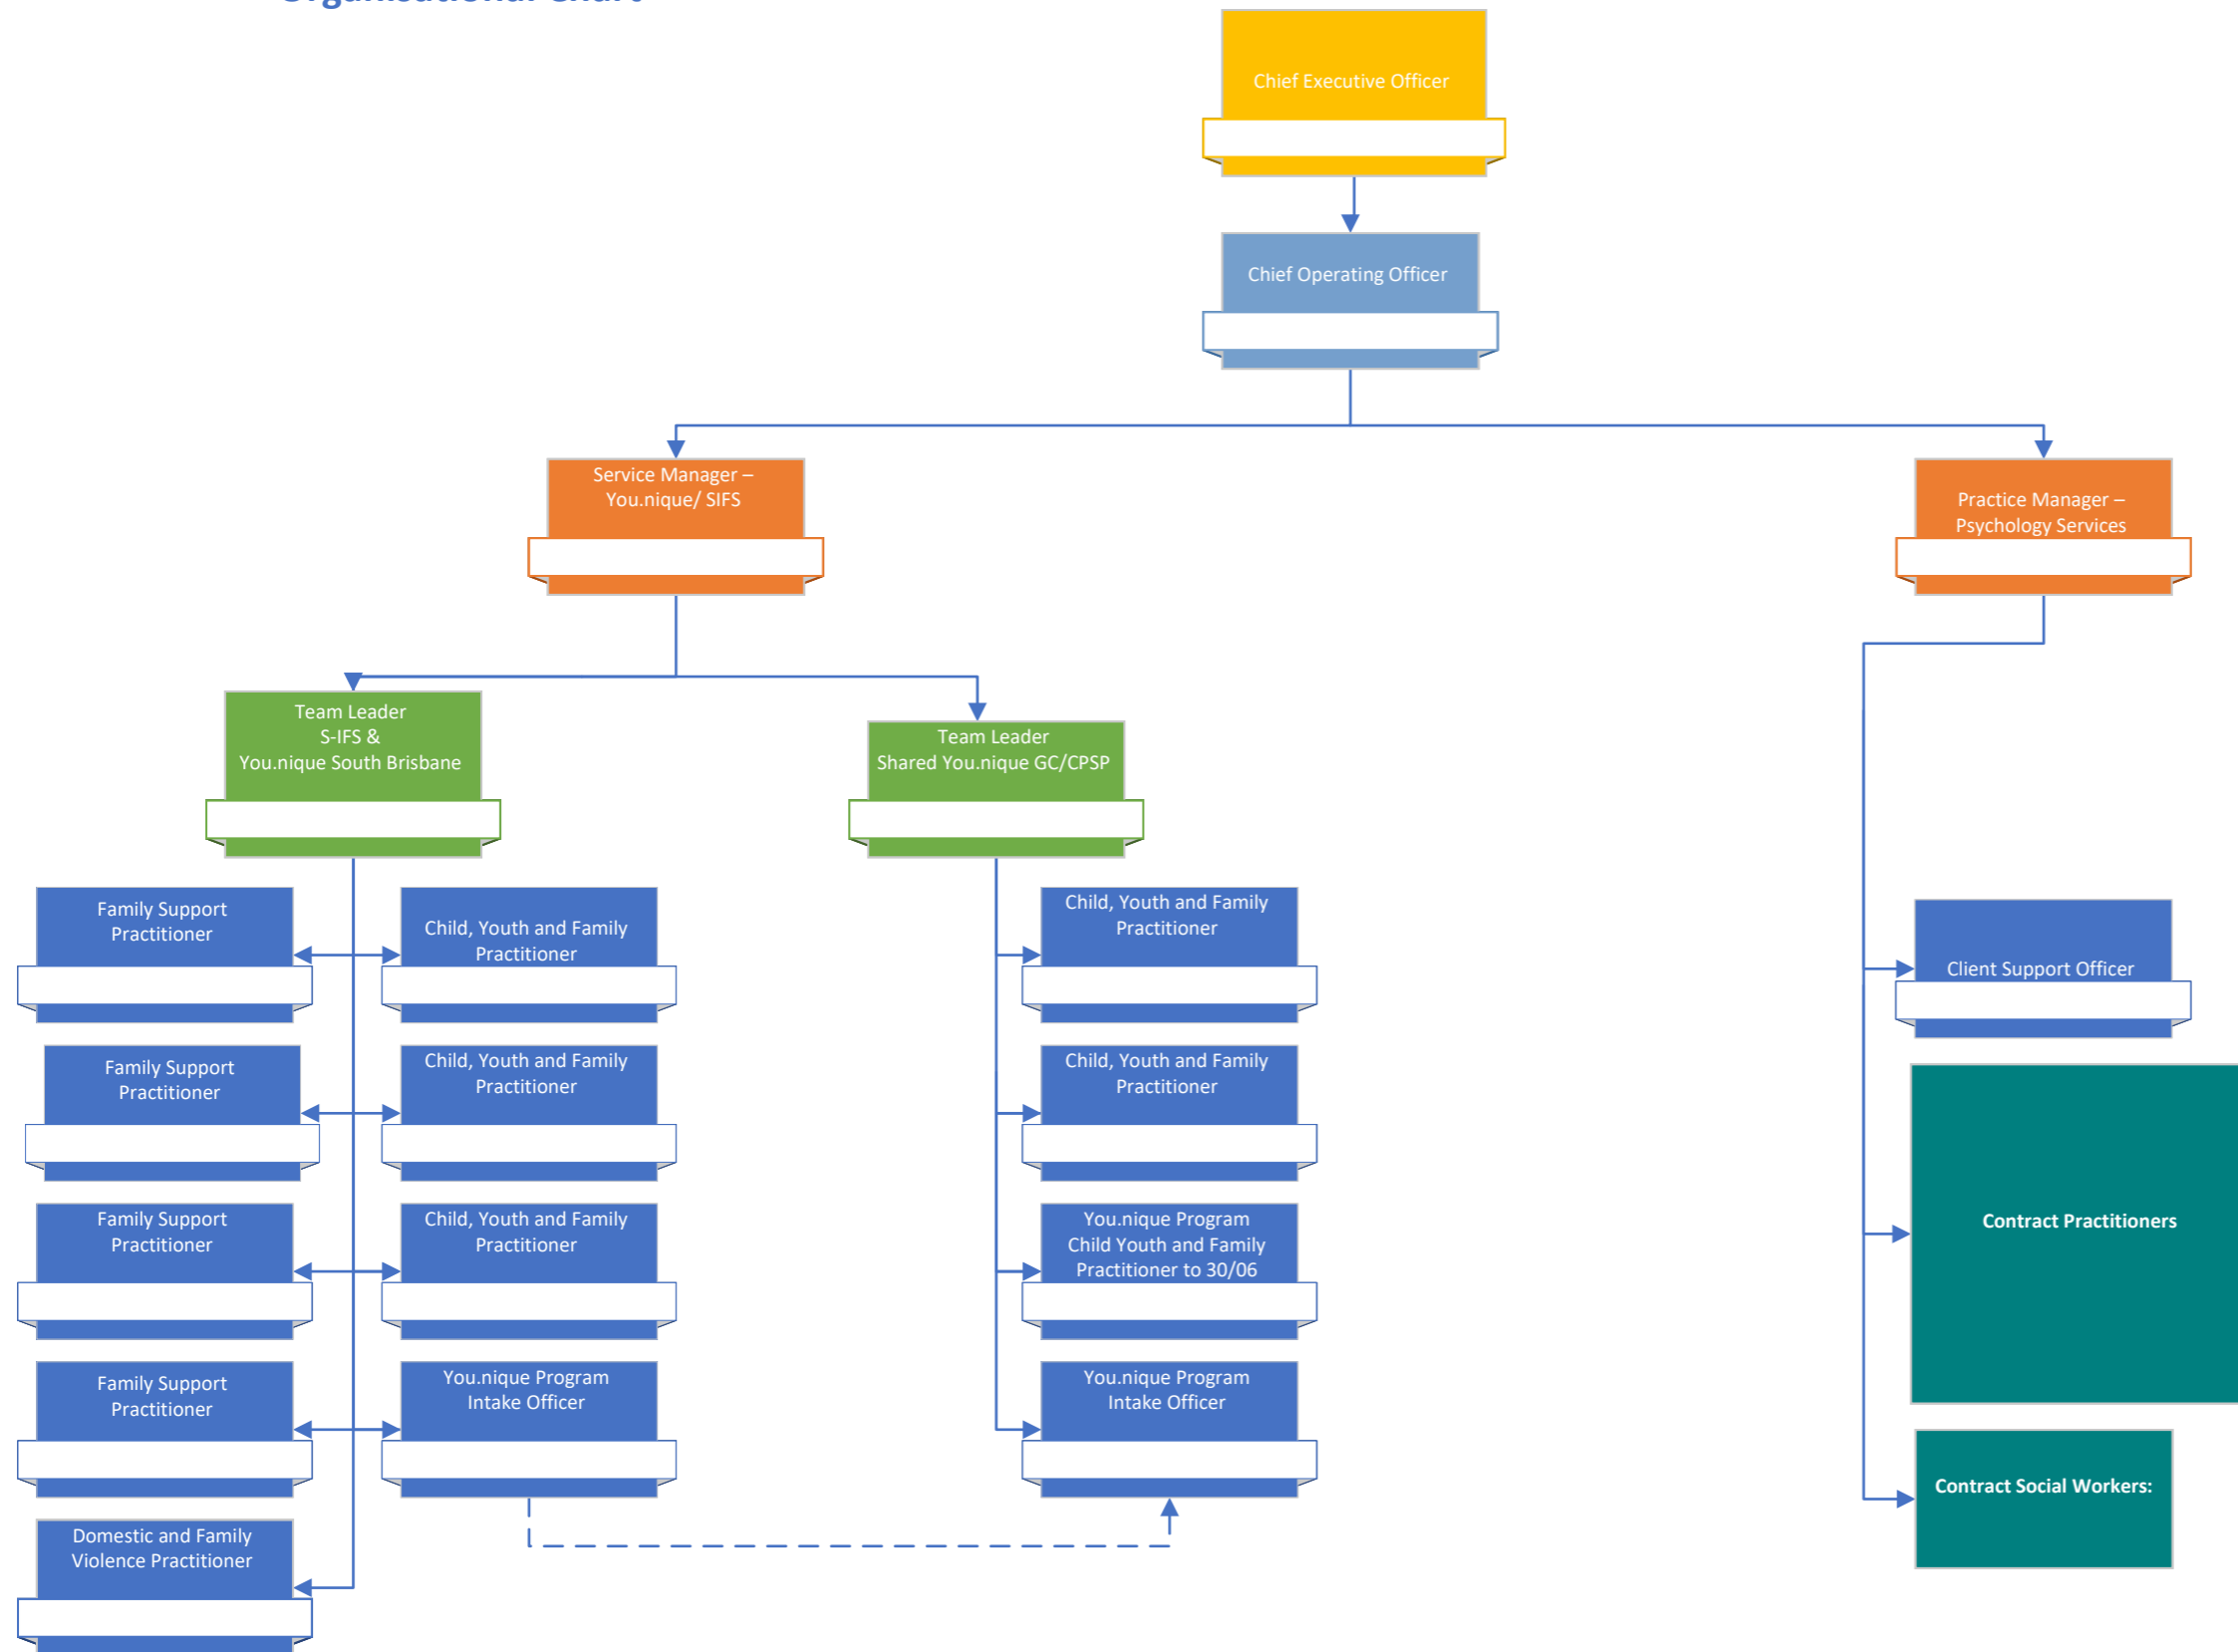 Organisational Chart
Chief Executive Officer
Chief Operating Officer
Service Manager –
You.nique/ SIFS
Practice Manager –
Psychology Services
Team Leader
S-IFS &
You.nique South Brisbane
Team Leader
Shared You.nique GC/CPSP
Family Support
Practitioner
Child, Youth and Family
Practitioner
Child, Youth and Family
Practitioner
Client Support Officer
Family Support
Practitioner
Child, Youth and Family
Practitioner
Child, Youth and Family
Practitioner
Contract Practitioners
Family Support
Practitioner
Child, Youth and Family
Practitioner
You.nique Program
Child Youth and Family
Practitioner to 30/06
Family Support
Practitioner
You.nique Program
Intake Officer
You.nique Program
Intake Officer
Contract Social Workers:
Domestic and Family
Violence Practitioner